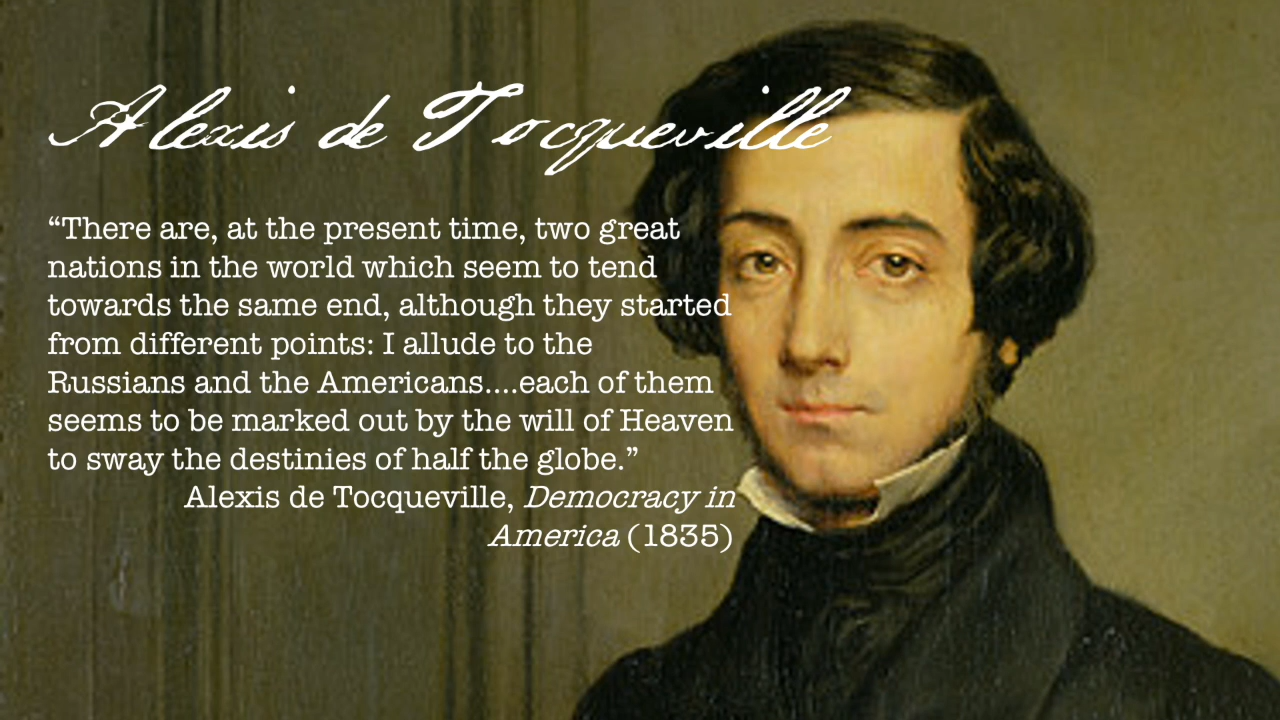 Alexis de Tocqueville
“There are, at the present time, two great
nations in the world which seem to tend
towards the same end, although they started
from different points: I allude to the
Russians and the Americans....each of them
seems to be marked out by the will of Heaven
to sway the destinies of half the globe.”
Alexis de Tocqueville, Democracy in
America (1835)